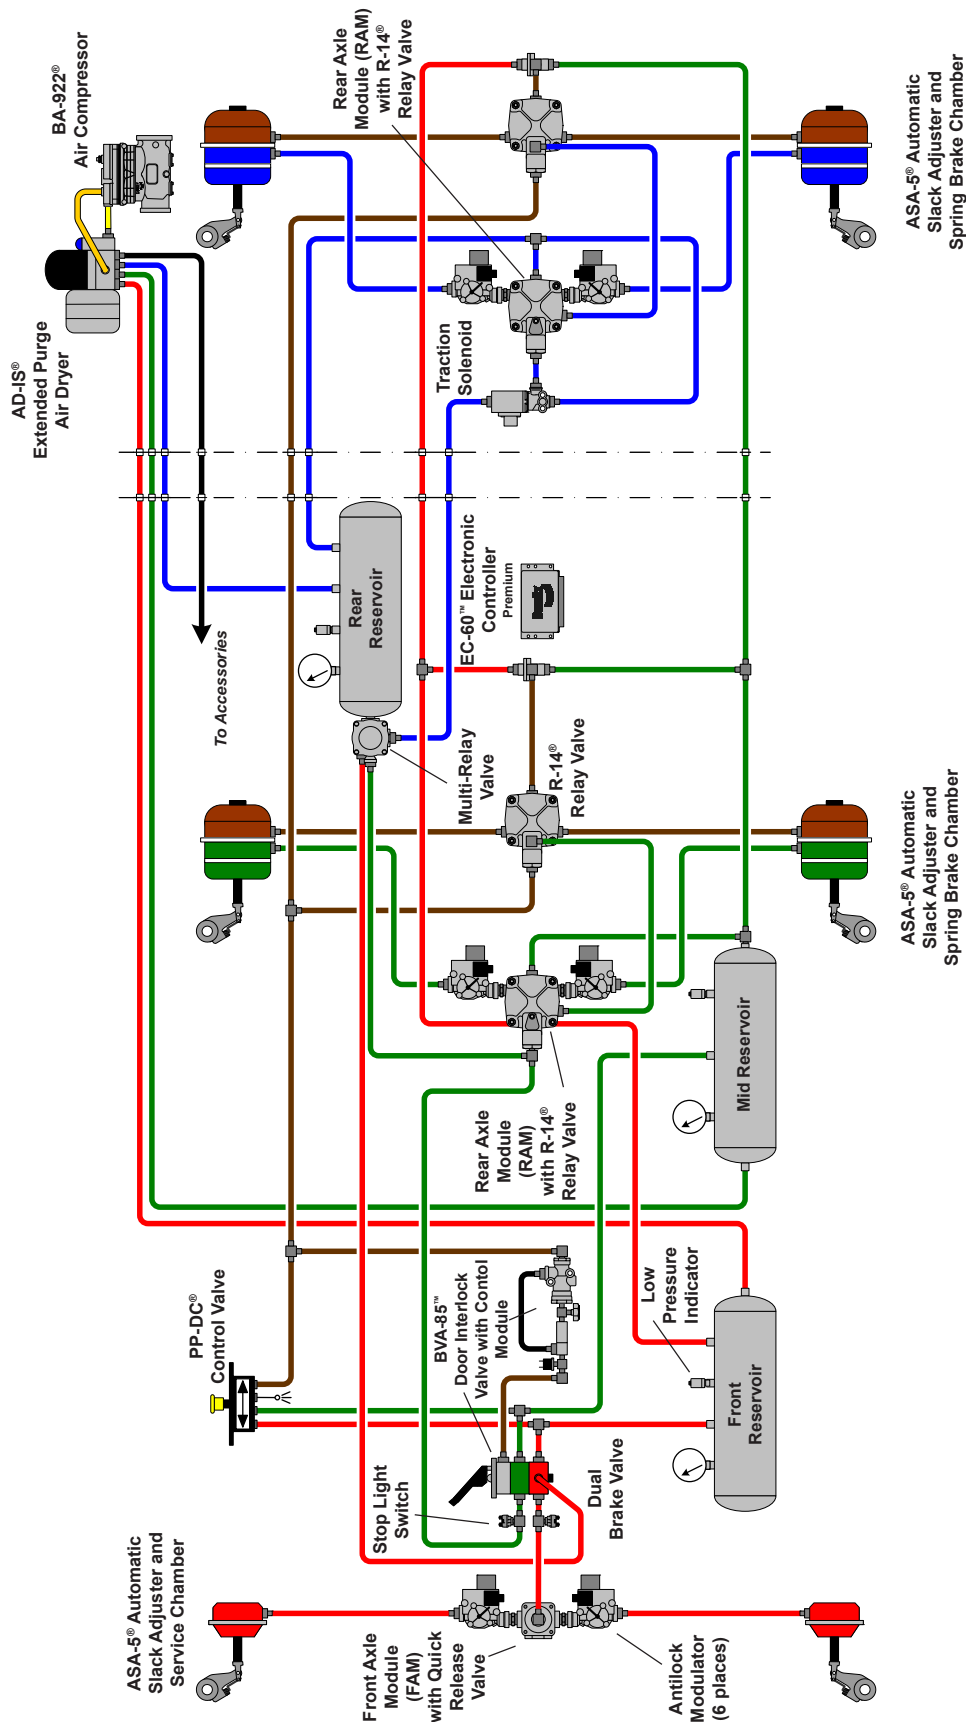 ASA-5® Automatic
Slack Adjuster and
Service Chamber
PP-DC®
Control Valve
To Accessories
AD-IS®
Extended Purge
Air Dryer
BA-922®
Air Compressor
Front Axle
Module
(FAM)
with Quick
Release
Valve
Stop Light
Switch
BVA-85™
Door Interlock
Valve with Contol
Module
Rear Axle
Module
(RAM)
with R-14®
Relay Valve
Multi-Relay
Valve
Rear
Reservoir
R-14®
Relay Valve
EC-60™ Electronic
Controller
Premium
Bendix
Traction
Solenoid
Rear Axle
Module (RAM)
with R-14®
Relay Valve
Antilock
Modulator
(6 places)
Dual
Brake Valve
Front
Reservoir
Low
Pressure
Indicator
Mid Reservoir
ASA-5® Automatic
Slack Adjuster and
Spring Brake Chamber
ASA-5® Automatic
Slack Adjuster and
Spring Brake Chamber